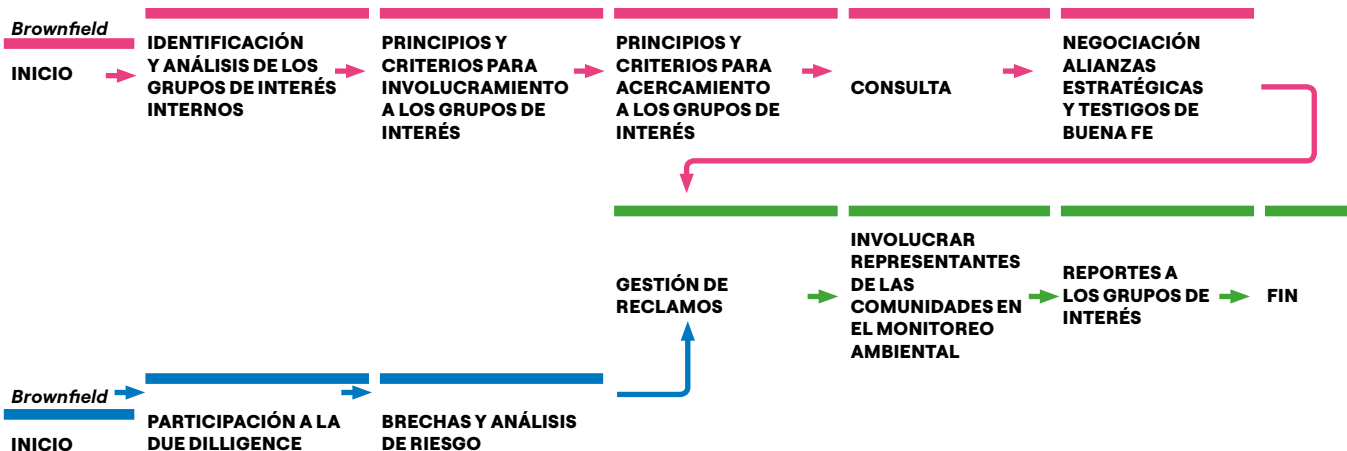 Brownfield
INICIO
IDENTIFICACIÓN
Y ANÁLISIS DE LOS
GRUPOS DE INTERÉS
INTERNOS
PRINCIPIOS Y
CRITERIOS PARA
INVOLUCRAMIENTO
A LOS GRUPOS DE
INTERÉS
PRINCIPIOS Y
CRITERIOS PARA
ACERCAMIENTO
A LOS GRUPOS DE
INTERÉS
CONSULTA
NEGOCIACIÓN
ALIANZAS
ESTRATÉGICAS
Y TESTIGOS DE
BUENA FE
GESTIÓN DE
RECLAMOS
INVOLUCRAR
REPRESENTANTES
DE LAS
COMUNIDADES EN
EL MONITOREO
AMBIENTAL
REPORTES A
LOS GRUPOS DE
INTERÉS
FIN
Brownfield
INICIO
PARTICIPACIÓN A LA
DUE DILLIGENCE
BRECHAS Y ANÁLISIS
DE RIESGO